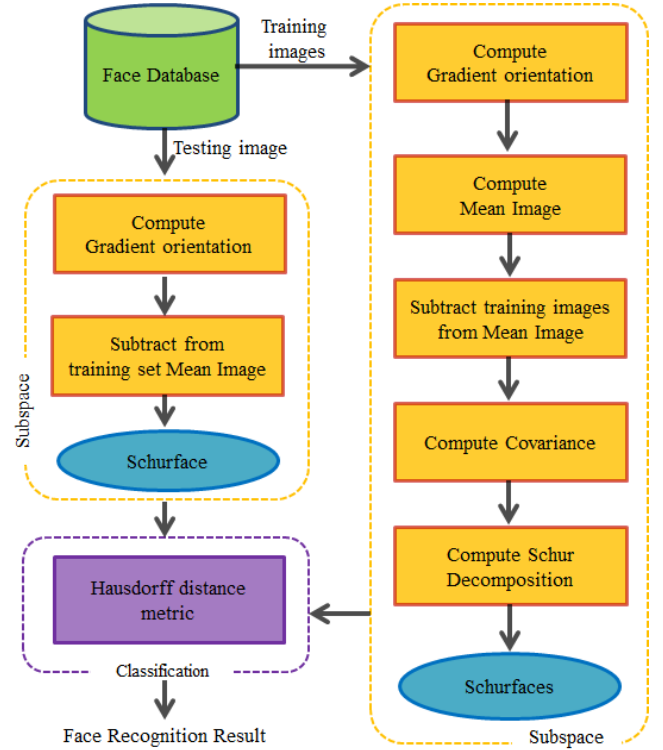 Face Database
Training
images
Testing image
Compute
Gradient orientation
Subtract from
training set Mean Image
Schurface
Subspace
Hausdorff distance
metric
Classification
Face Recognition Result
Compute
Gradient orientation
Compute
Mean Image
Subtract training images
from Mean Image
Compute Covariance
Compute Schur
Decomposition
Schurfaces
Subspace